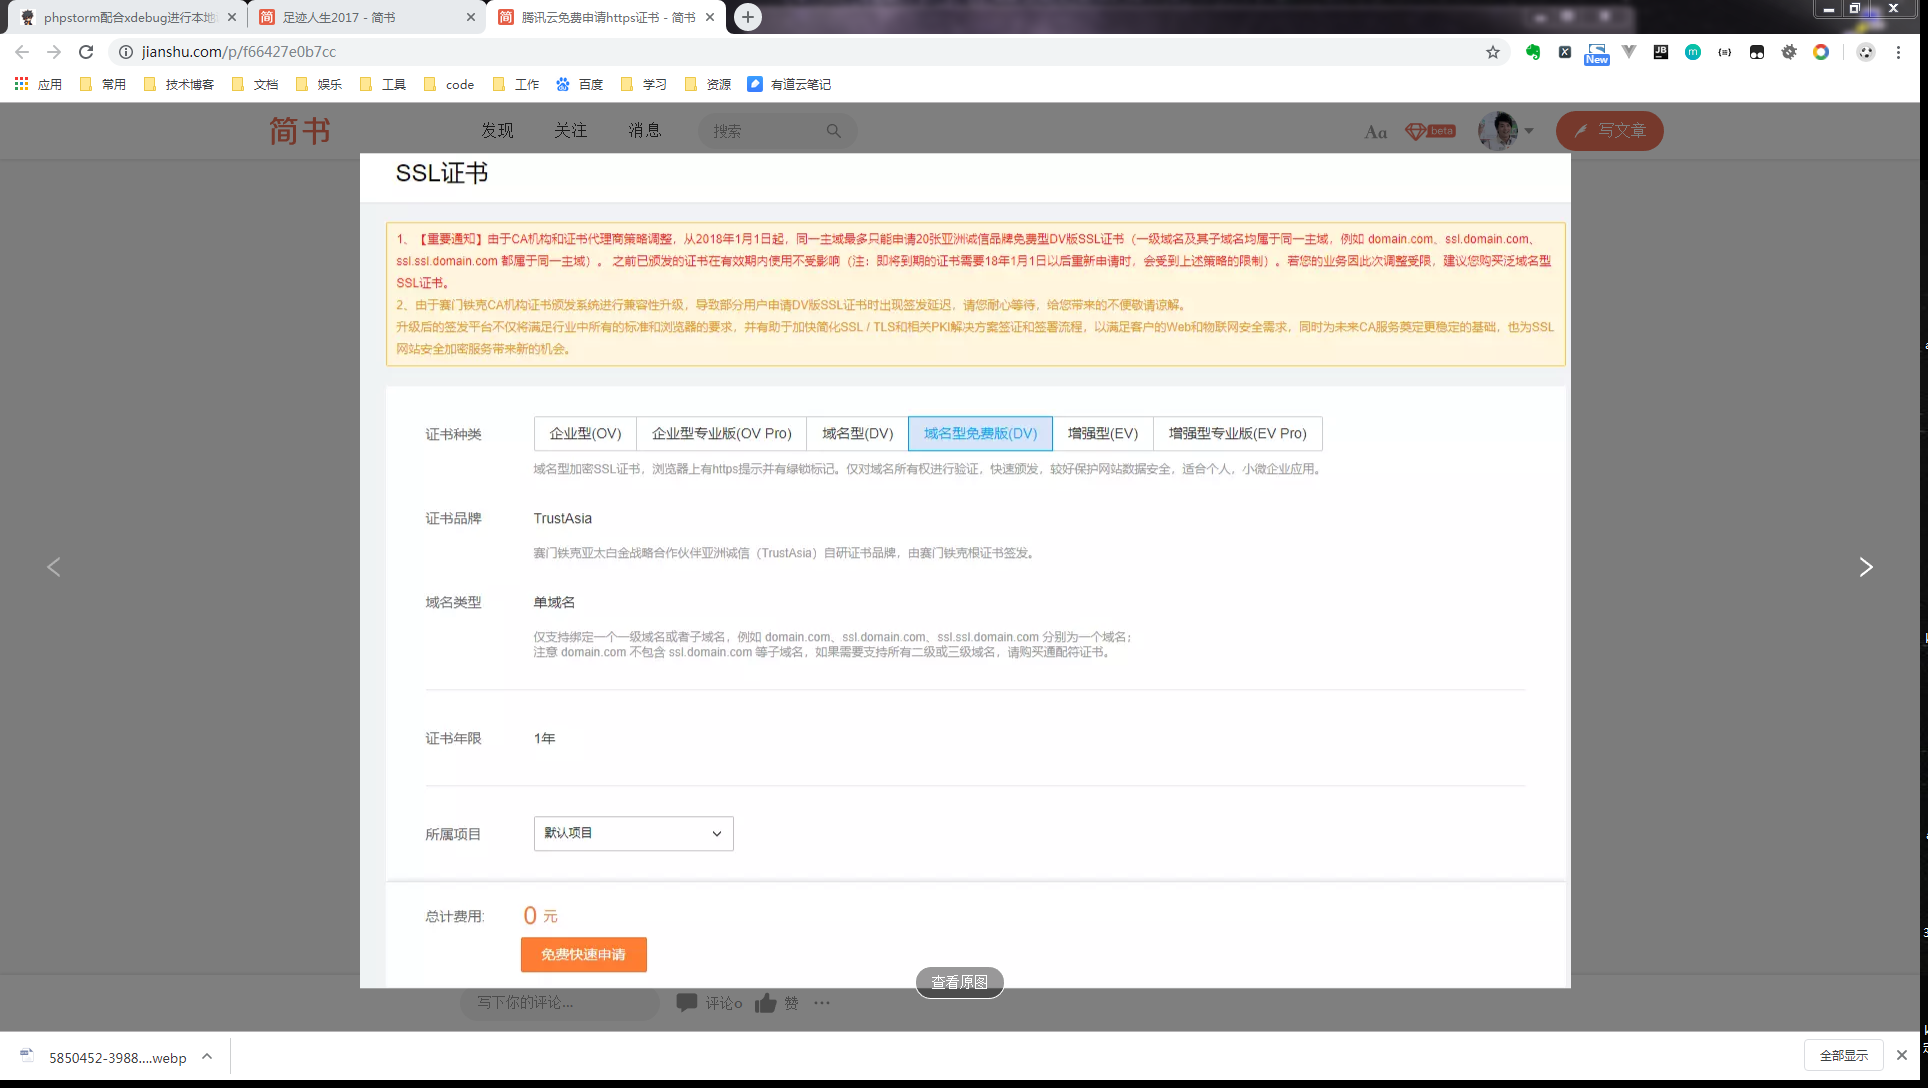 phpstorm配合xdebug进行本地
足迹人生2017 - 简书
腾讯云免费申请https证书 - 简书
jianshu.com/p/f66427e0b7cc
New
应用 常用 技术博客 文档 娱乐 工具 code 工作 百度 学习 资源 有道云笔记
简书 发现 关注 消息 搜索 Aa beta 写文章
SSL证书
1、【重要通知】由于CA机构和证书代理商策略调整，从2018年1月1日起，同一主域最多只能申请20张亚洲诚信品牌免费型DV版SSL证书（一级域名及其子域名均属于同一主域，例如 domain.com、ssl.domain.com、
ssl.ssl.domain.com 都属于同一主域）。 之前已颁发的证书在有效期内使用不受影响（注：即将到期的证书需要18年1月1日以后重新申请时，会受到上述策略的限制）。若您的业务因此次调整受限，建议您购买泛域名型
SSL证书。
2、由于赛门铁克CA机构证书颁发系统进行兼容性升级，导致部分用户申请DV版SSL证书时出现签发延迟，请您耐心等待，给您带来的不便敬请谅解。
升级后的签发平台不仅将满足行业中所有的标准和浏览器的要求，并有助于加快简化SSL / TLS和相关PKI解决方案签证和签署流程，以满足客户的Web和物联网安全需求，同时为未来CA服务奠定更稳定的基础，也为SSL
网站安全加密服务带来新的机会。
证书种类 企业型(OV) 企业型专业版(OV Pro) 域名型(DV) 域名型免费版(DV) 增强型(EV) 增强型专业版(EV Pro)
域名型加密SSL证书，浏览器上有https提示并有绿锁标记。仅对域名所有权进行验证，快速颁发，较好保护网站数据安全，适合个人，小微企业应用。
证书品牌 TrustAsia
赛门铁克亚太白金战略合作伙伴亚洲诚信（TrustAsia）自研证书品牌，由赛门铁克根证书签发。
域名类型 单域名
仅支持绑定一个一级域名或者子域名，例如 domain.com、ssl.domain.com、ssl.ssl.domain.com 分别为一个域名；
注意 domain.com 不包含 ssl.domain.com 等子域名，如果需要支持所有二级或三级域名，请购买通配符证书。
证书年限 1年
所属项目 默认项目
总计费用: 0 元
免费快速申请
查看原图
写下你的评论... 评论0 赞 ...
5850452-3988....webp
全部显示